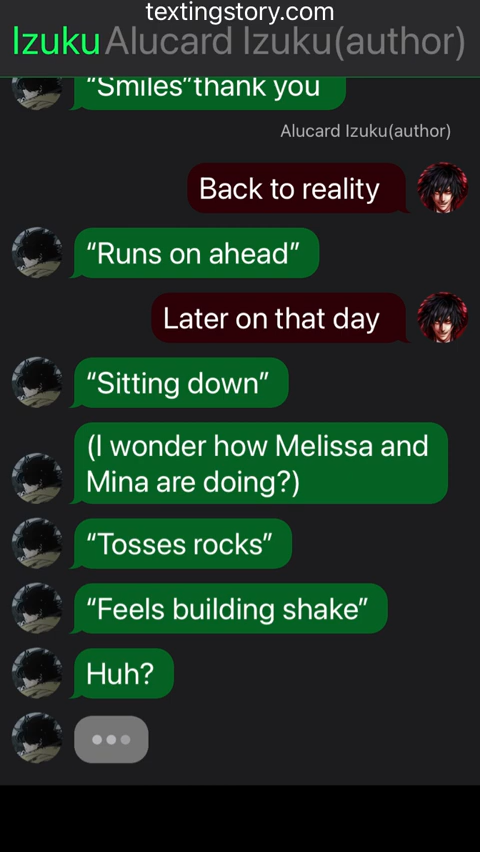 textingstory.com
Izuku Alucard Izuku(author)
“Smiles”thank you
Alucard Izuku(author)
Back to reality
“Runs on ahead”
Later on that day
“Sitting down”
(I wonder how Melissa and
Mina are doing?)
“Tosses rocks”
“Feels building shake”
Huh?